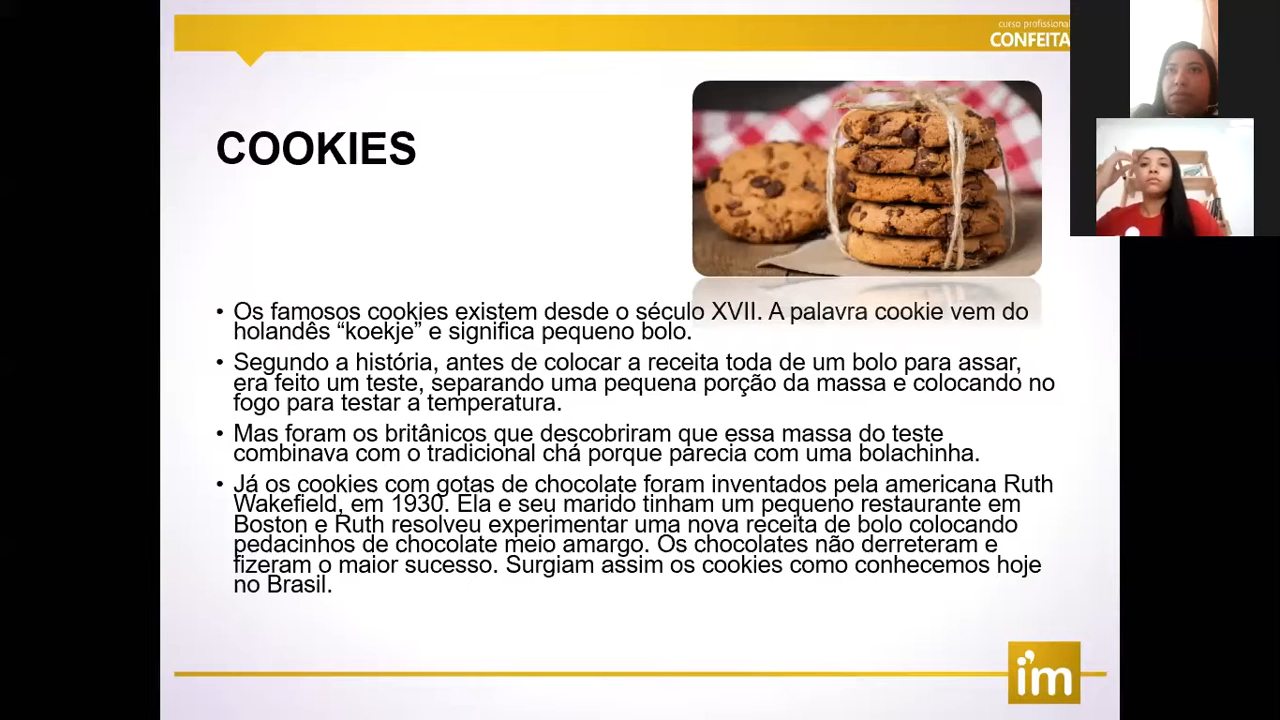 curso profissional
CONFEITA
COOKIES
• Os famosos cookies existem desde o século XVII. A palavra cookie vem do
holandês “koekje” e significa pequeno bolo.
• Segundo a história, antes de colocar a receita toda de um bolo para assar,
era feito um teste, separando uma pequena porção da massa e colocando no
fogo para testar a temperatura.
• Mas foram os britânicos que descobriram que essa massa do teste
combinava com o tradicional chá porque parecia com uma bolachinha.
• Já os cookies com gotas de chocolate foram inventados pela americana Ruth
Wakefield, em 1930. Ela e seu marido tinham um pequeno restaurante em
Boston e Ruth resolveu experimentar uma nova receita de bolo colocando
pedacinhos de chocolate meio amargo. Os chocolates não derreteram e
fizeram o maior sucesso. Surgiam assim os cookies como conhecemos hoje
no Brasil.
i'm